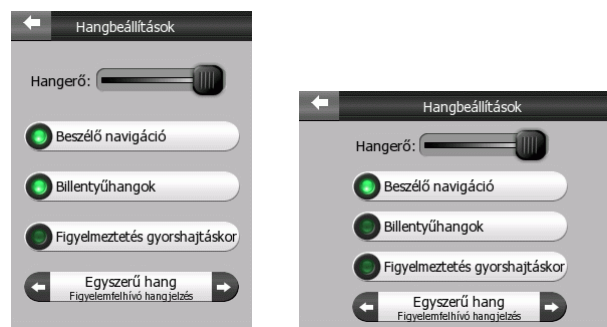 Hangbeállítások
Hangerő:
Beszélő navigáció
Billentyűhangok
Figyelmeztetés gyorshajtáskor
Egyszerű hang
Figyelemfelhívó hangjelzés
Hangbeállítások
Hangerő:
Beszélő navigáció
Billentyűhangok
Figyelmeztetés gyorshajtáskor
Egyszerű hang
Figyelemfelhívó hangjelzés